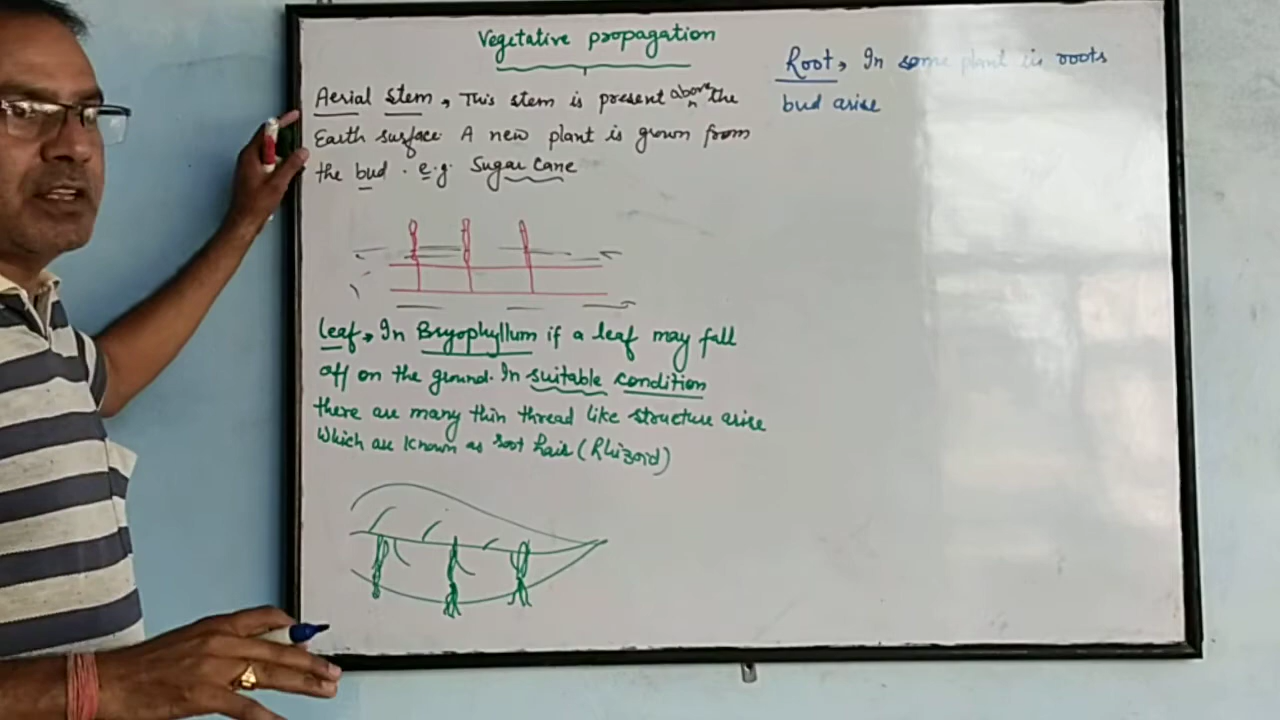 Vegetative propagation
Aerial stem, This stem is present above the
Earth surface. A new plant is grown from
the bud. e.g. Sugar Cane
Leaf, In Bryophyllum if a leaf may fall
off on the ground. In suitable condition
there are many thin thread like structure arise
Which are known as root hair (Rhizoid)
Root, In some plant its roots
bud arise